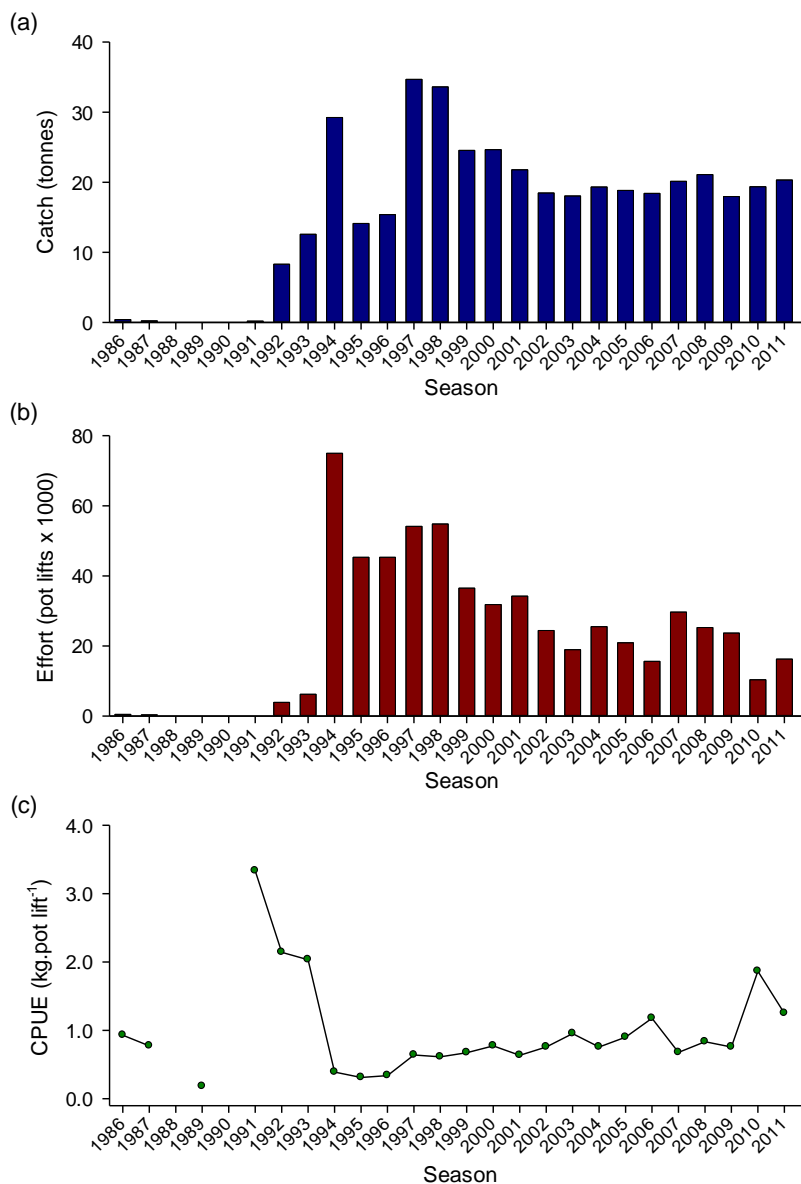 (a)
Catch (tonnes)
40
30
20
10
0
1986 1987 1988 1989 1990 1991 1992 1993 1994 1995 1996 1997 1998 1999 2000 2001 2002 2003 2004 2005 2006 2007 2008 2009 2010 2011
Season
(b)
Effort (pot lifts x 1000)
80
60
40
20
0
1986 1987 1988 1989 1990 1991 1992 1993 1994 1995 1996 1997 1998 1999 2000 2001 2002 2003 2004 2005 2006 2007 2008 2009 2010 2011
Season
(c)
CPUE (kg.pot lift⁻¹)
4.0
3.0
2.0
1.0
0.0
1986 1987 1988 1989 1990 1991 1992 1993 1994 1995 1996 1997 1998 1999 2000 2001 2002 2003 2004 2005 2006 2007 2008 2009 2010 2011
Season